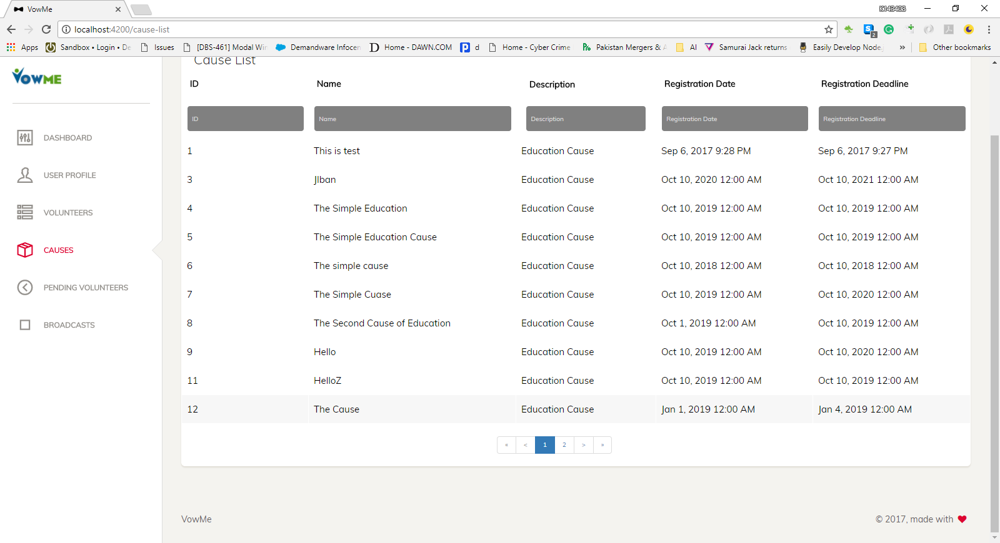 VowMe
K143408
localhost:4200/cause-list
Apps Sandbox • Login • De Issues [DBS-461] Modal Win Demandware Infocen Home - DAWN.COM d Home - Cyber Crime Pakistan Mergers & A AI Samurai Jack returns Easily Develop Node. » Other bookmarks
2
VOWME
DASHBOARD
USER PROFILE
VOLUNTEERS
CAUSES
PENDING VOLUNTEERS
BROADCASTS
Cause List
ID Name Description Registration Date Registration Deadline
ID Name Description Registration Date Registration Deadline
1 This is test Education Cause Sep 6, 2017 9:28 PM Sep 6, 2017 9:27 PM
3 Education Cause Oct 10, 2020 12:00 AM Oct 10, 2021 12:00 AM
4 The Simple Education Education Cause Oct 10, 2019 12:00 AM Oct 10, 2019 12:00 AM
5 The Simple Education Cause Education Cause Oct 10, 2019 12:00 AM Oct 10, 2019 12:00 AM
6 The simple cause Education Cause Oct 10, 2018 12:00 AM Oct 10, 2018 12:00 AM
7 The Simple Cuase Education Cause Oct 10, 2019 12:00 AM Oct 10, 2020 12:00 AM
8 The Second Cause of Education Education Cause Oct 1, 2019 12:00 AM Oct 10, 2019 12:00 AM
9 Hello Education Cause Oct 10, 2019 12:00 AM Oct 10, 2020 12:00 AM
11 HelloZ Education Cause Oct 10, 2019 12:00 AM Oct 10, 2019 12:00 AM
12 The Cause Education Cause Jan 1, 2019 12:00 AM Jan 4, 2019 12:00 AM
« < 1 2 > »
VowMe
© 2017, made with